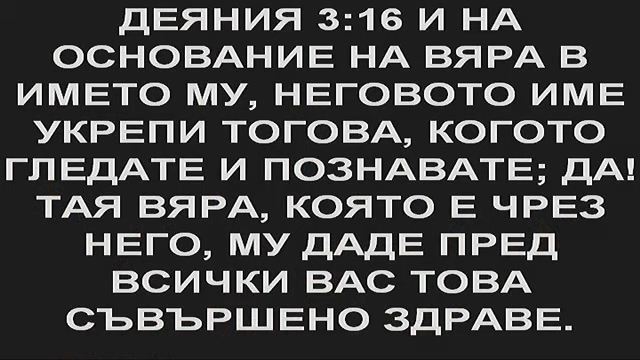 ДЕЯНИЯ 3:16 И НА
ОСНОВАНИЕ НА ВЯРА В
ИМЕТО МУ, НЕГОВОТО ИМЕ
УКРЕПИ ТОГОВА, КОГОТО
ГЛЕДАТЕ И ПОЗНАВАТЕ; ДА!
ТАЯ ВЯРА, КОЯТО Е ЧРЕЗ
НЕГО, МУ ДАДЕ ПРЕД
ВСИЧКИ ВАС ТОВА
СЪВЪРШЕНО ЗДРАВЕ.